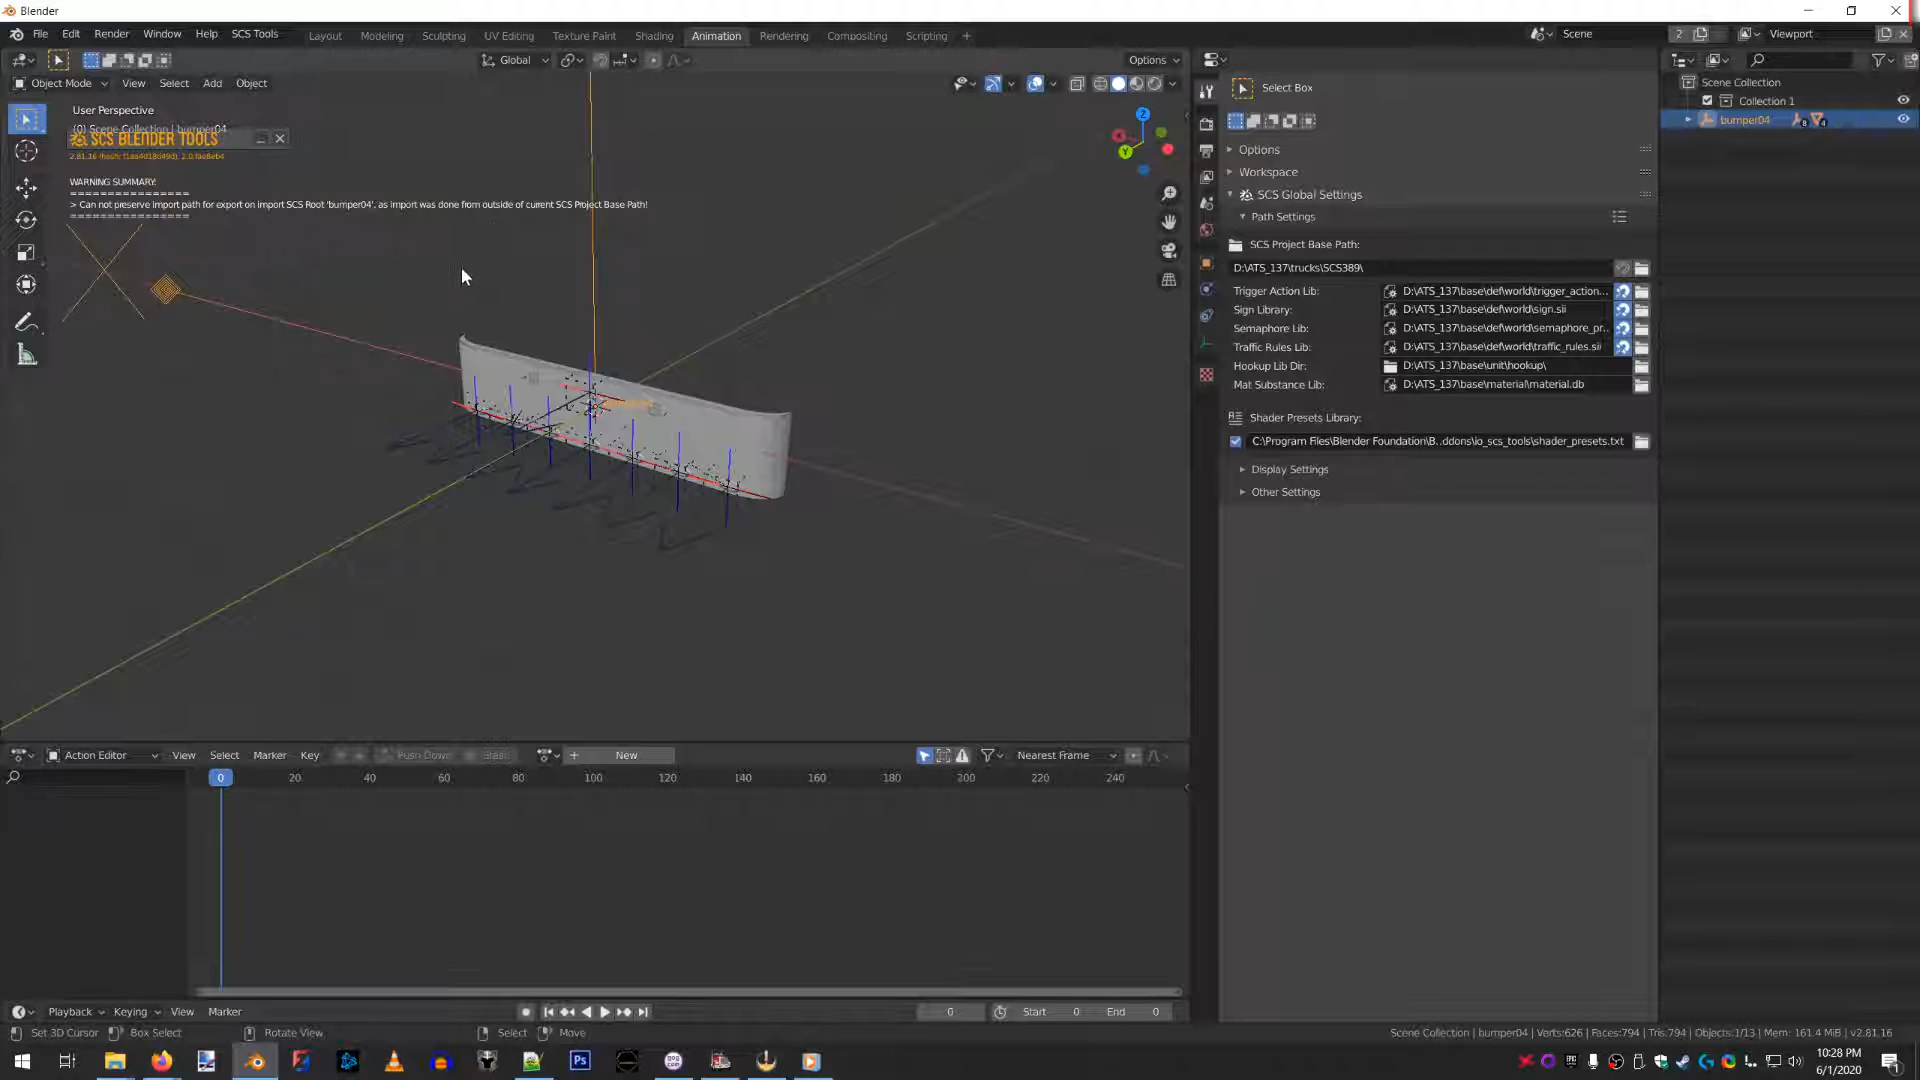 Blender
File Edit Render Window Help SCS Tools Layout Modeling Sculpting UV Editing Texture Paint Shading Animation Rendering Compositing Scripting + Scene 2 Viewport
Global Options
Object Mode View Select Add Object
User Perspective
(0) Scene Collection | bumper04
SCS BLENDER TOOLS
WARNING SUMMARY:
================
> Can not preserve import path for export on import SCS Root 'bumper04', as import was done from outside of current SCS Project Base Path!
================
Z
Y
Select Box
Options
Workspace
SCS Global Settings
Path Settings
SCS Project Base Path:
D:\ATS_137\trucks\SCS389\
Trigger Action Lib: D:\ATS_137\base\def\world\trigger_action...
Sign Library: D:\ATS_137\base\def\world\sign.sii
Semaphore Lib: D:\ATS_137\base\def\world\semaphore_pr...
Traffic Rules Lib: D:\ATS_137\base\def\world\traffic_rules.sii
Hookup Lib Dir: D:\ATS_137\base\unit\hookup\
Mat Substance Lib: D:\ATS_137\base\material\material.db
Shader Presets Library:
C:\Program Files\Blender Foundation\B..ddons\io_scs_tools\shader_presets.txt
Display Settings
Other Settings
Scene Collection
Collection 1
bumper04 8 4
Action Editor View Select Marker Key Push Down Stash + New Nearest Frame
0 20 40 60 80 100 120 140 160 180 200 220 240
Playback Keying View Marker 0 Start 0 End 0
Set 3D Cursor Box Select Rotate View Select Move Scene Collection | bumper04 | Verts:626 | Faces:794 | Tris:794 | Objects:1/13 | Mem: 161.4 MiB | v2.81.16
Ps
10:28 PM
6/1/2020